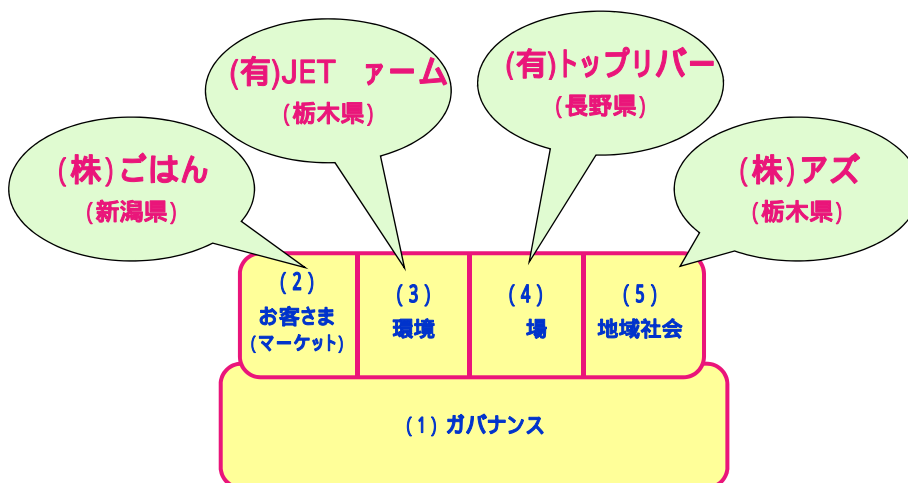 (有)JET ァーム
(栃木県)
(有)トップリバー
(長野県)
(株)ごはん
(新潟県)
(株)アズ
(栃木県)
(2)
お客さま
(マーケット)
(3)
環境
(4)
場
(5)
地域社会
(1) ガバナンス